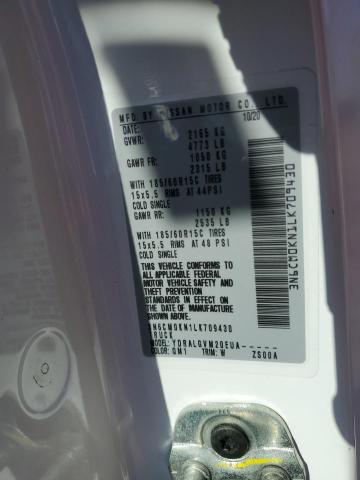 MFD BY NISSAN MOTOR CO., LTD.
DATE: 10/20
GVWR: 2165 KG
4773 LB
GAWR FR: 1050 KG
2315 LB
WITH 185/60R15C TIRES
15x5.5 RIMS AT 44PSI
COLD SINGLE
GAWR RR: 1150 KG
2535 LB
WITH 185/60R15C TIRES
15x5.5 RIMS AT 48 PSI
COLD SINGLE
THIS VEHICLE CONFORMS TO
ALL APPLICABLE FEDERAL
MOTOR VEHICLE SAFETY
STANDARDS IN EFFECT ON
THE DATE OF MANUFACTURE
SHOWN ABOVE
3N6CM0KN1LK709430
TRUCK
MODEL: YDRALGVM20EUA---
COLOR: QM1 TRIM: W ZS00A
3N6CM0KN1LK709430